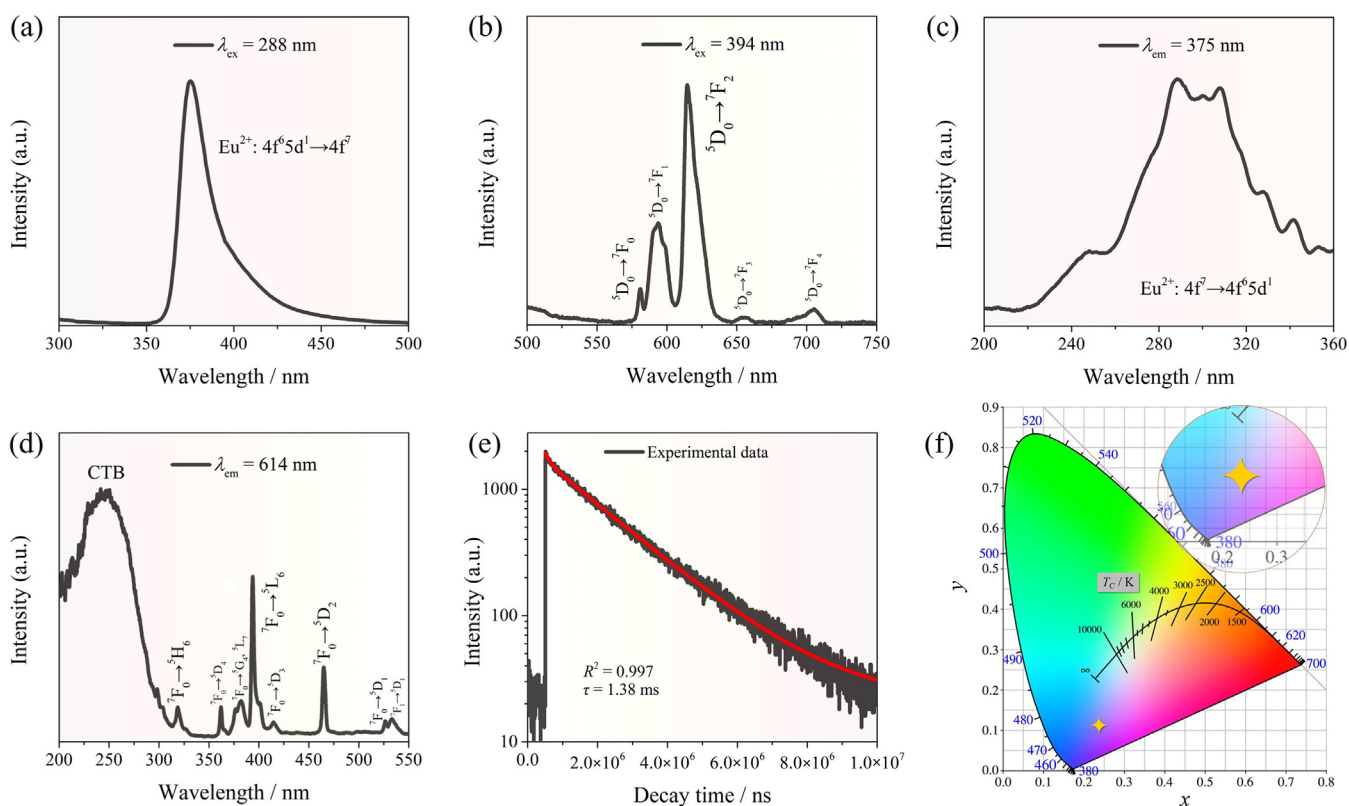 (a)
λex = 288 nm
Eu²⁺: 4f⁶5d¹→4f⁷
Intensity (a.u.)
300 350 400 450 500
Wavelength / nm
(b)
λex = 394 nm
⁵D₀→⁷F₀
⁵D₀→⁷F₁
⁵D₀→⁷F₂
⁵D₀→⁷F₃
⁵D₀→⁷F₄
Intensity (a.u.)
500 550 600 650 700 750
Wavelength / nm
(c)
λem = 375 nm
Eu²⁺: 4f⁷→4f⁶5d¹
Intensity (a.u.)
200 240 280 320 360
Wavelength / nm
(d)
CTB
λem = 614 nm
⁷F₀→⁵H₆
⁷F₀→⁵D₄
⁷F₀→⁵G₄, ⁵L₇
⁷F₀→⁵L₆
⁷F₀→⁵D₃
⁷F₀→⁵D₂
⁷F₀→⁵D₁
⁷F₁→⁵D₁
Intensity (a.u.)
200 250 300 350 400 450 500 550
Wavelength / nm
(e)
Experimental data
1000
100
10
R² = 0.997
τ = 1.38 ms
Intensity (a.u.)
0.0 2.0×10⁶ 4.0×10⁶ 6.0×10⁶ 8.0×10⁶ 1.0×10⁷
Decay time / ns
(f)
0.9
0.8
0.7
0.6
0.5
0.4
0.3
0.2
0.1
0.0
y
520
540
500
490
480
470
460
380
600
620
700
TC / K
∞
10000
6000
4000
3000
2500
2000
1500
380
0.2 0.3
0.0 0.1 0.2 0.3 0.4 0.5 0.6 0.7 0.8
x